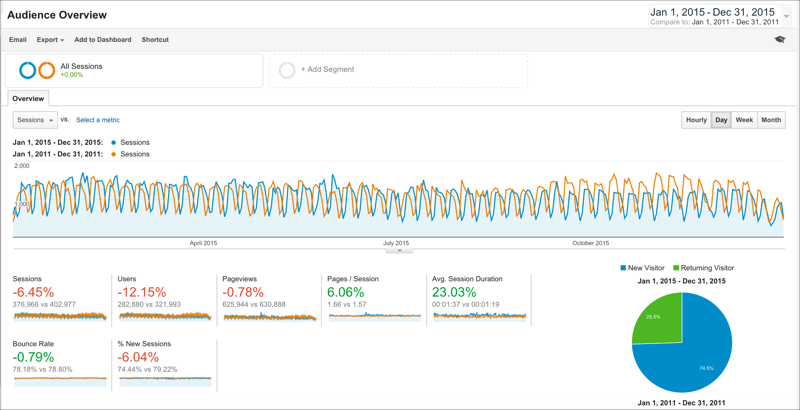 Audience Overview
Jan 1, 2015 - Dec 31, 2015
Compare to: Jan 1, 2011 - Dec 31, 2011
Email Export Add to Dashboard Shortcut
All Sessions
+0.00%
+ Add Segment
Overview
Sessions VS. Select a metric
Hourly Day Week Month
Jan 1, 2015 - Dec 31, 2015: Sessions
Jan 1, 2011 - Dec 31, 2011: Sessions
2,000
1,000
April 2015 July 2015 October 2015
Sessions
-6.45%
376,966 vs 402,977
Users
-12.15%
282,880 vs 321,993
Pageviews
-0.78%
625,944 vs 630,888
Pages / Session
6.06%
1.66 vs 1.57
Avg. Session Duration
23.03%
00:01:37 vs 00:01:19
Bounce Rate
-0.79%
78.18% vs 78.80%
% New Sessions
-6.04%
74.44% vs 79.22%
New Visitor Returning Visitor
Jan 1, 2015 - Dec 31, 2015
25.5%
74.5%
Jan 1, 2011 - Dec 31, 2011